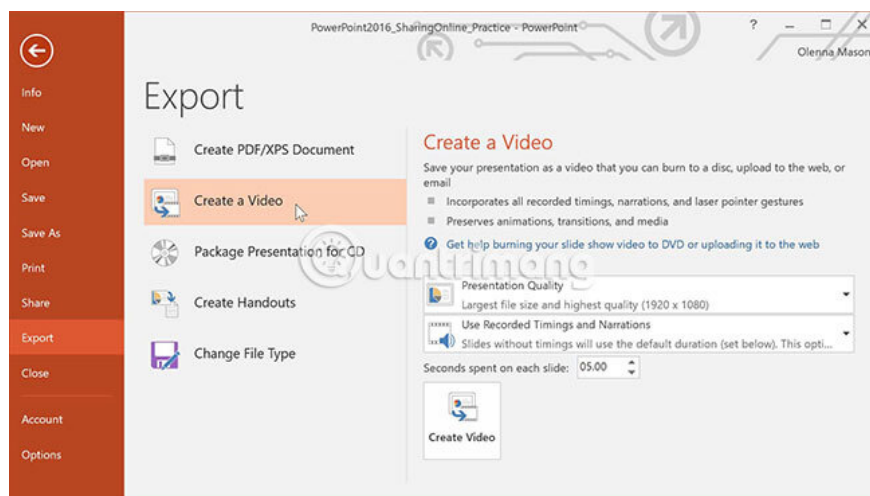 PowerPoint2016_SharingOnline_Practice - PowerPoint
?
Olenna Mason
Info
New
Open
Save
Save As
Print
Share
Export
Close
Account
Options
Export
Create PDF/XPS Document
Create a Video
Package Presentation for CD
Create Handouts
Change File Type
Create a Video
Save your presentation as a video that you can burn to a disc, upload to the web, or
email
Incorporates all recorded timings, narrations, and laser pointer gestures
Preserves animations, transitions, and media
Get help burning your slide show video to DVD or uploading it to the web
Presentation Quality
Largest file size and highest quality (1920 x 1080)
Use Recorded Timings and Narrations
Slides without timings will use the default duration (set below). This opti...
Seconds spent on each slide: 05.00
Create Video
Quantrimang